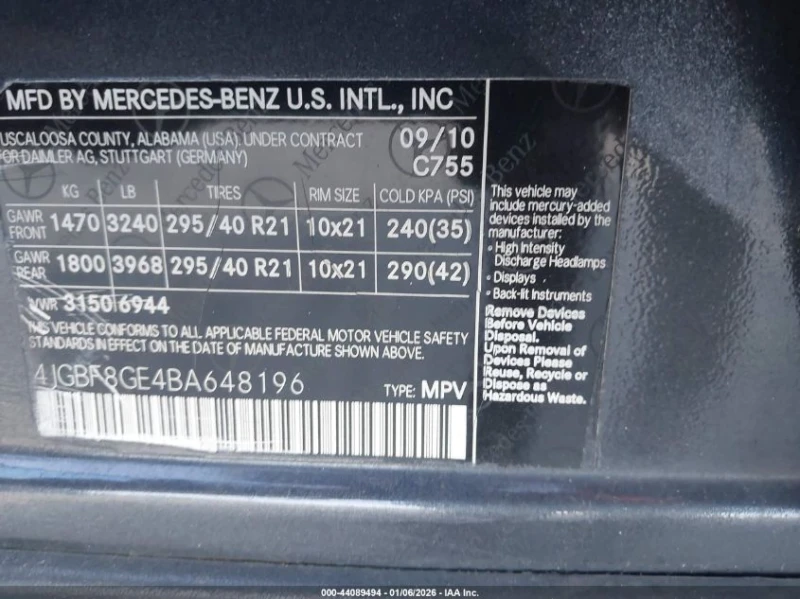 MFD BY MERCEDES-BENZ U.S. INTL., INC
USCALOOSA COUNTY, ALABAMA (USA). UNDER CONTRACT 09/10
FOR DAIMLER AG, STUTTGART (GERMANY) C755
KG LB TIRES RIM SIZE COLD KPA (PSI)
GAWR FRONT 1470 3240 295/40 R21 10x21 240(35)
GAWR REAR 1800 3968 295/40 R21 10x21 290(42)
VWR 3150 6944
THIS VEHICLE CONFORMS TO ALL APPLICABLE FEDERAL MOTOR VEHICLE SAFETY
STANDARDS IN EFFECT ON THE DATE OF MANUFACTURE SHOWN ABOVE.
4JGBF8GE4BA648196 TYPE: MPV
This vehicle may
include mercury-added
devices installed by the
manufacturer:
• High Intensity
Discharge Headlamps
• Displays
• Back-lit Instruments
Remove Devices
Before Vehicle
Disposal.
Upon Removal of
Devices Please
Reuse, Recycle or
Dispose as
Hazardous Waste.
Mercedes-Benz
000-44089494 - 01/06/2026 - IAA Inc.